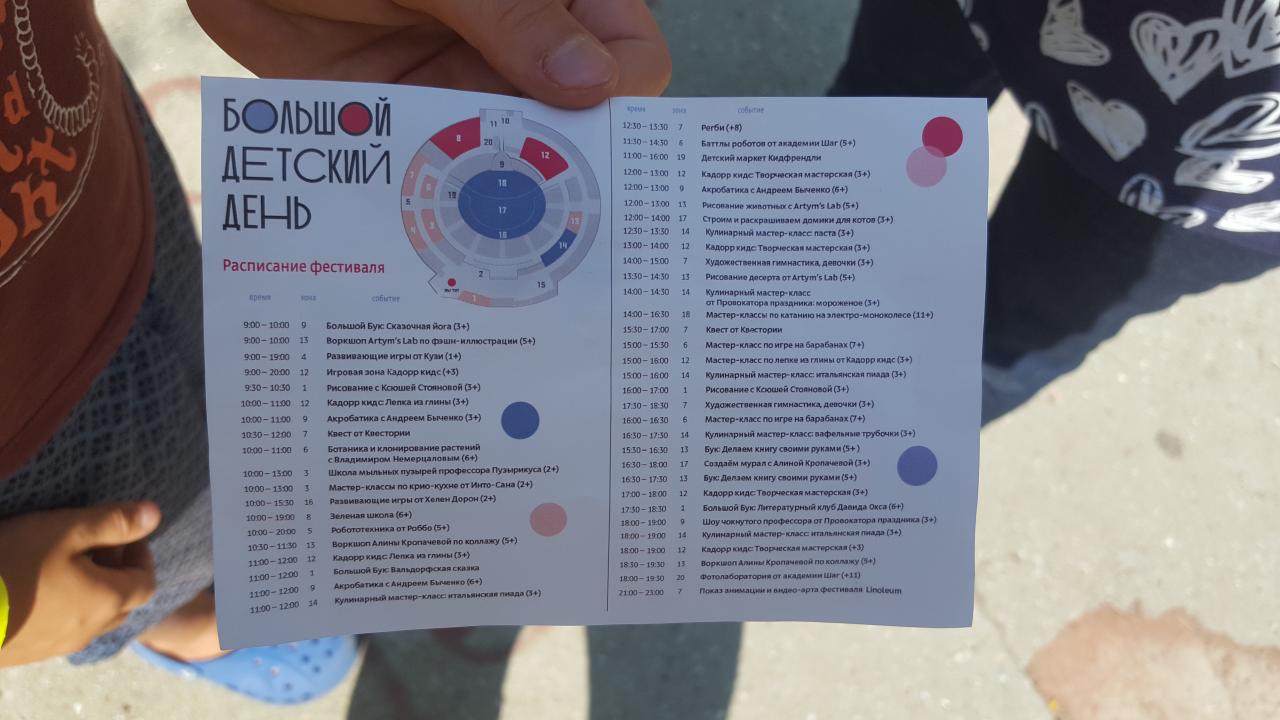 БОЛЬШОЙ
ДЕТСКИЙ
ДЕНЬ
Расписание фестиваля
11 10
8 20 12
9
7 6 19 18
5 17 13
4 3 16 14
2 15
ВЫ ТУТ
1
время зона событие
9:00 – 10:00 9 Большой Бук: Сказочная йога (3+)
9:00 – 10:00 13 Воркшоп Artym's Lab по фэшн-иллюстрации (5+)
9:00 – 19:00 4 Развивающие игры от Кузи (1+)
9:00 – 20:00 12 Игровая зона Кадорр кидс (+3)
9:30 – 10:30 1 Рисование с Ксюшей Стояновой (3+)
10:00 – 11:00 12 Кадорр кидс: Лепка из глины (3+)
10:00 – 11:00 9 Акробатика с Андреем Быченко (3+)
10:30 – 12:00 7 Квест от Квестории
10:00 – 11:00 6 Ботаника и клонирование растений
с Владимиром Немерцаловым (6+)
10:00 – 13:00 3 Школа мыльных пузырей профессора Пузырикуса (2+)
10:00 – 13:00 3 Мастер-классы по крио-кухне от Инто-Сана (2+)
10:00 – 15:30 16 Развивающие игры от Хелен Дорон (2+)
10:00 – 19:00 8 Зеленая школа (6+)
10:00 – 20:00 5 Робототехника от Роббо (5+)
10:30 – 11:30 13 Воркшоп Алины Кропачевой по коллажу (5+)
11:00 – 12:00 12 Кадорр кидс: Лепка из глины (3+)
11:00 – 12:00 1 Большой Бук: Вальдорфская сказка
11:00 – 12:00 9 Акробатика с Андреем Быченко (6+)
11:00 – 12:00 14 Кулинарный мастер-класс: итальянская пиада (3+)
время зона событие
12:30 – 13:30 7 Регби (+8)
11:30 – 14:30 6 Баттлы роботов от академии Шаг (5+)
11:00 – 16:00 19 Детский маркет Кидфрендли
12:00 – 13:00 12 Кадорр кидс: Творческая мастерская (3+)
12:00 – 13:00 9 Акробатика с Андреем Быченко (6+)
12:00 – 13:00 13 Рисование животных с Artym's Lab (5+)
12:00 – 14:00 17 Строим и раскрашиваем домики для котов (3+)
12:30 – 13:30 14 Кулинарный мастер-класс: паста (3+)
13:00 – 14:00 12 Кадорр кидс: Творческая мастерская (3+)
14:00 – 15:00 7 Художественная гимнастика, девочки (3+)
13:30 – 14:30 13 Рисование десерта от Artym's Lab (5+)
14:00 – 14:30 14 Кулинарный мастер-класс
от Провокатора праздника: мороженое (3+)
14:00 – 16:30 18 Мастер-классы по катанию на электро-моноколесе (11+)
15:30 – 17:00 7 Квест от Квестории
15:00 – 15:30 6 Мастер-класс по игре на барабанах (7+)
15:00 – 16:00 12 Мастер-класс по лепке из глины от Кадорр кидс (3+)
15:00 – 16:00 14 Кулинарный мастер-класс: итальянская пиада (3+)
16:00 – 17:00 1 Рисование с Ксюшей Стояновой (3+)
17:30 – 18:30 7 Художественная гимнастика, девочки (3+)
16:00 – 16:30 6 Мастер-класс по игре на барабанах (7+)
16:30 – 17:30 14 Кулинарный мастер-класс: вафельные трубочки (3+)
15:30 – 16:30 13 Бук: Делаем книгу своими руками (5+ )
16:30 – 18:00 17 Создаём мурал с Алиной Кропачевой (3+)
16:30 – 17:30 13 Бук: Делаем книгу своими руками (5+)
17:00 – 18:00 12 Кадорр кидс: Творческая мастерская (3+)
17:30 – 18:30 1 Большой Бук: Литературный клуб Давида Окса (6+)
18:00 – 19:00 9 Шоу чокнутого профессора от Провокатора праздника (3+)
18:00 – 19:00 14 Кулинарный мастер-класс: итальянская пиада (3+)
18:00 – 19:00 12 Кадорр кидс: Творческая мастерская (+3)
18:30 – 19:30 13 Воркшоп Алины Кропачевой по коллажу (5+)
18:00 – 19:30 20 Фотолаборатория от академии Шаг (+11)
21:00 – 23:00 7 Показ анимации и видео-арта фестиваля Linoleum